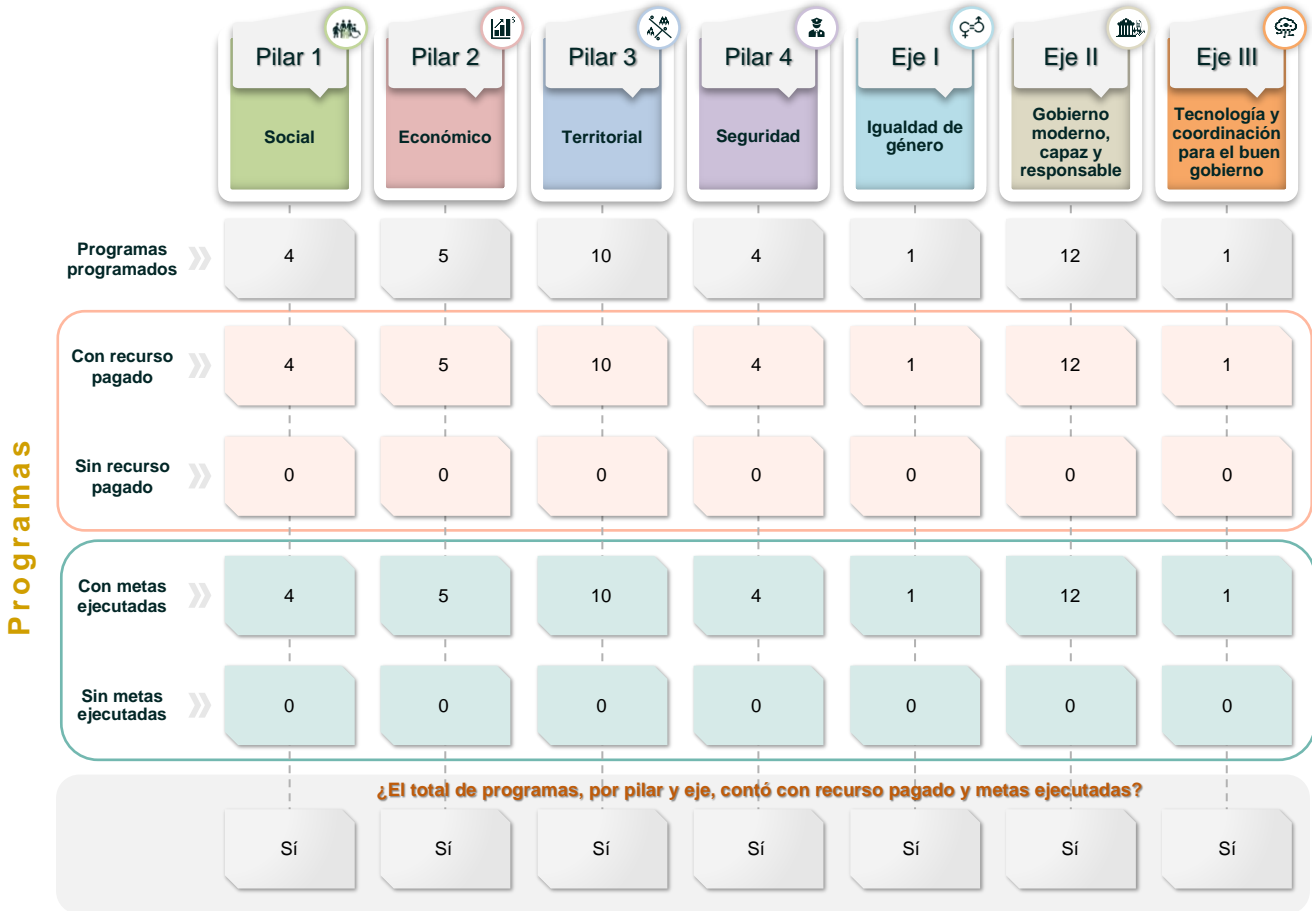 Pilar 1
Pilar 2
Pilar 3
Pilar 4
Eje I
Eje II
Eje III
Social
Económico
Territorial
Seguridad
Igualdad de
género
Gobierno
moderno,
capaz y
responsable
Tecnología y
coordinación
para el buen
gobierno
Programas
programados
4
5
10
4
1
12
1
Programas
Con recurso
pagado
4
5
10
4
1
12
1
Sin recurso
pagado
0
0
0
0
0
0
0
Con metas
ejecutadas
4
5
10
4
1
12
1
Sin metas
ejecutadas
0
0
0
0
0
0
0
¿El total de programas, por pilar y eje, contó con recurso pagado y metas ejecutadas?
Sí
Sí
Sí
Sí
Sí
Sí
Sí